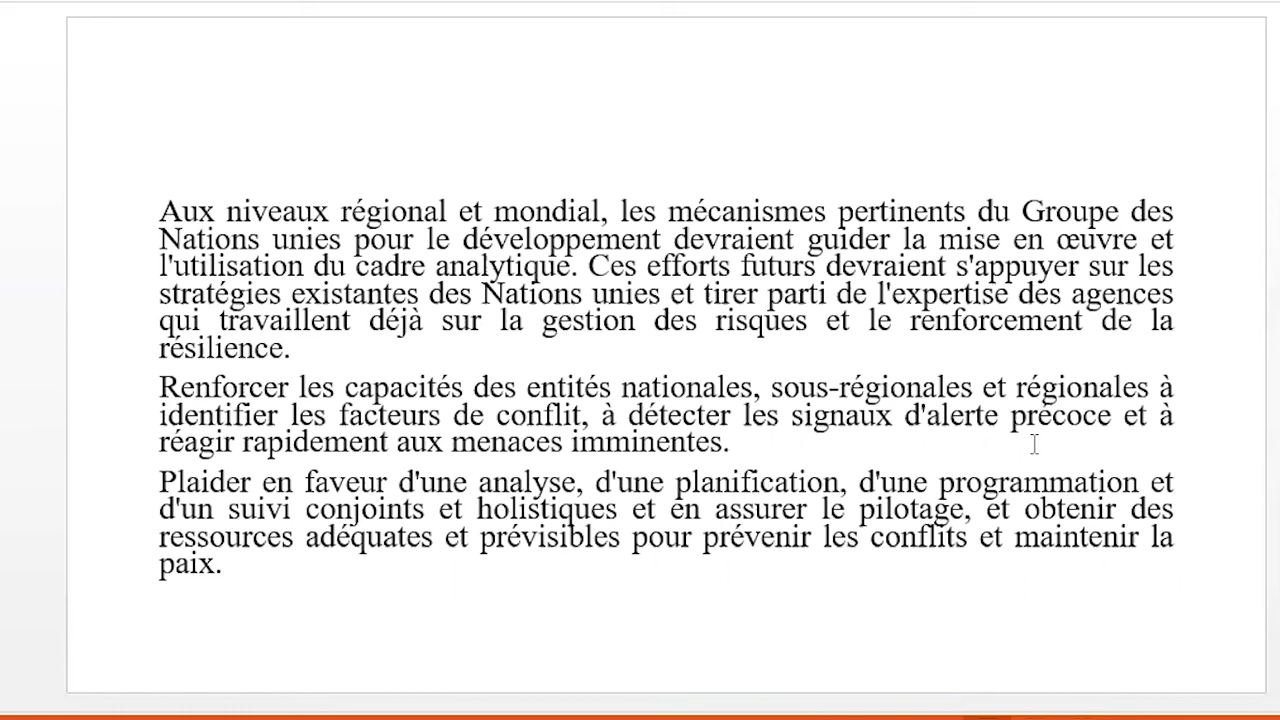 Aux niveaux régional et mondial, les mécanismes pertinents du Groupe des
Nations unies pour le développement devraient guider la mise en œuvre et
l'utilisation du cadre analytique. Ces efforts futurs devraient s'appuyer sur les
stratégies existantes des Nations unies et tirer parti de l'expertise des agences
qui travaillent déjà sur la gestion des risques et le renforcement de la
résilience.
Renforcer les capacités des entités nationales, sous-régionales et régionales à
identifier les facteurs de conflit, à détecter les signaux d'alerte précoce et à
réagir rapidement aux menaces imminentes.
Plaider en faveur d'une analyse, d'une planification, d'une programmation et
d'un suivi conjoints et holistiques et en assurer le pilotage, et obtenir des
ressources adéquates et prévisibles pour prévenir les conflits et maintenir la
paix.